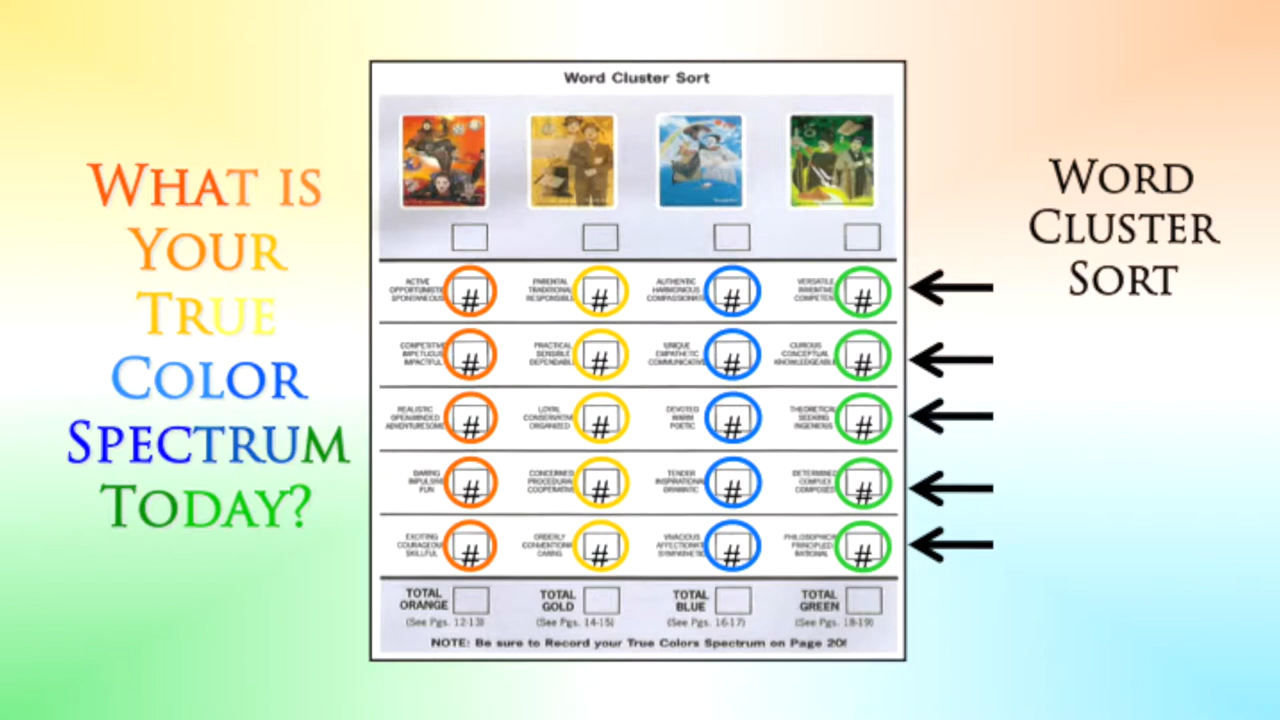 WHAT IS
YOUR
TRUE
COLOR
SPECTRUM
TODAY?
Word Cluster Sort
ACTIVE
OPPORTUNISTIC
SPONTANEOUS
#
PARENTAL
TRADITIONAL
RESPONSIBLE
#
AUTHENTIC
HARMONIOUS
COMPASSIONATE
#
VERSATILE
INVENTIVE
COMPETENT
#
COMPETITIVE
IMPETUOUS
IMPACTFUL
#
PRACTICAL
SENSIBLE
DEPENDABLE
#
UNIQUE
EMPATHETIC
COMMUNICATIVE
#
CURIOUS
CONCEPTUAL
KNOWLEDGEABLE
#
REALISTIC
OPEN-MINDED
ADVENTURESOME
#
LOYAL
CONSERVATIVE
ORGANIZED
#
DEVOTED
WARM
POETIC
#
THEORETICAL
SEEKING
INGENIOUS
#
DARING
IMPULSIVE
FUN
#
CONCERNED
PROCEDURAL
COOPERATIVE
#
TENDER
INSPIRATIONAL
DRAMATIC
#
DETERMINED
COMPLEX
COMPOSED
#
EXCITING
COURAGEOUS
SKILLFUL
#
ORDERLY
CONVENTIONAL
CARING
#
VIVACIOUS
AFFECTIONATE
SYMPATHETIC
#
PHILOSOPHICAL
PRINCIPLED
RATIONAL
#
TOTAL
ORANGE
(See Pgs. 12-13)
TOTAL
GOLD
(See Pgs. 14-15)
TOTAL
BLUE
(See Pgs. 16-17)
TOTAL
GREEN
(See Pgs. 18-19)
NOTE: Be sure to Record your True Colors Spectrum on Page 20!
WORD
CLUSTER
SORT